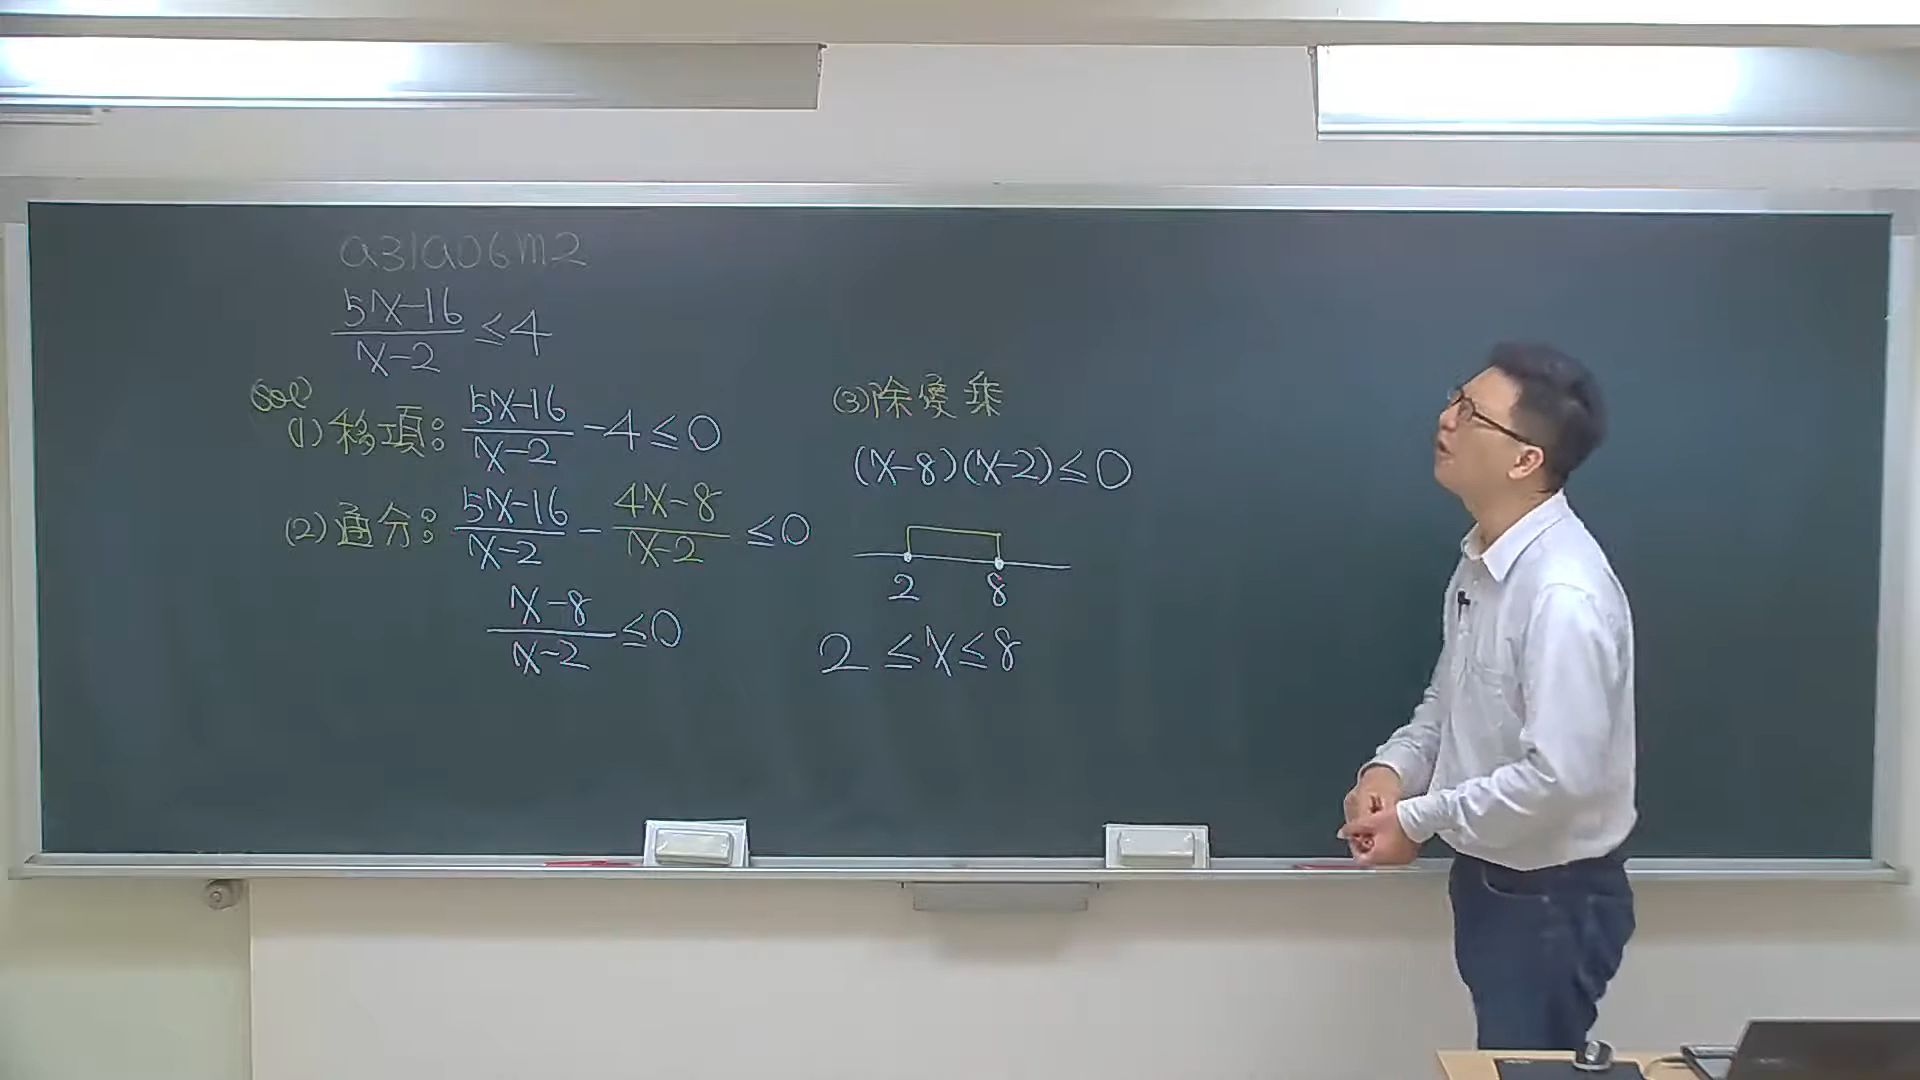 a31a06m2
5x-16/x-2 ≤4
(sol)
(1)移項: 5x-16/x-2 -4≤0
(2)通分: 5x-16/x-2 - 4x-8/x-2 ≤0
x-8/x-2 ≤0
(3)除變乘
(x-8)(x-2)≤0
2 8
2≤x≤8